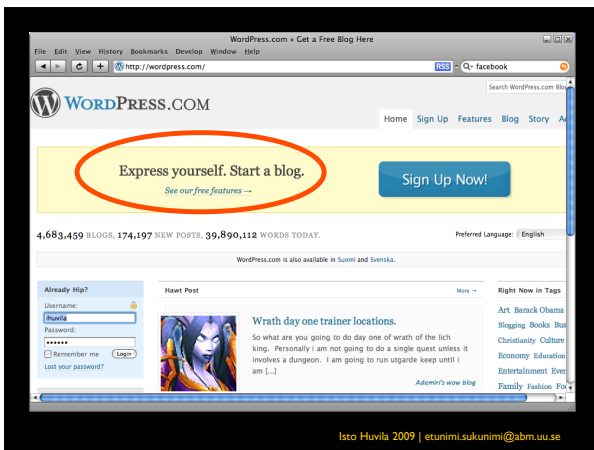 WordPress.com » Get a Free Blog Here
File Edit View History Bookmarks Develop Window Help
http://wordpress.com/ RSS facebook
Search WordPress.com Blog
WORDPRESS.COM
Home Sign Up Features Blog Story
Express yourself. Start a blog.
See our free features →
Sign Up Now!
4,683,459 BLOGS, 174,197 NEW POSTS, 39,890,112 WORDS TODAY.
Preferred Language: English
WordPress.com is also available in Suomi and Svenska.
Already Hip?
Username:
ihuvila
Password:
••••••
Remember me Login
Lost your password?
Hawt Post More →
Wrath day one trainer locations.
So what are you going to do day one of wrath of the lich
king. Personally i am not going to do a single quest unless it
involves a dungeon. I am going to run utgarde keep until i
am [...]
Ademiri's wow blog
Right Now in Tags
Art Barack Obama
Blogging Books Bus
Christianity Culture
Economy Education
Entertainment Even
Family Fashion Fo
Isto Huvila 2009 | etunimi.sukunimi@abm.uu.se